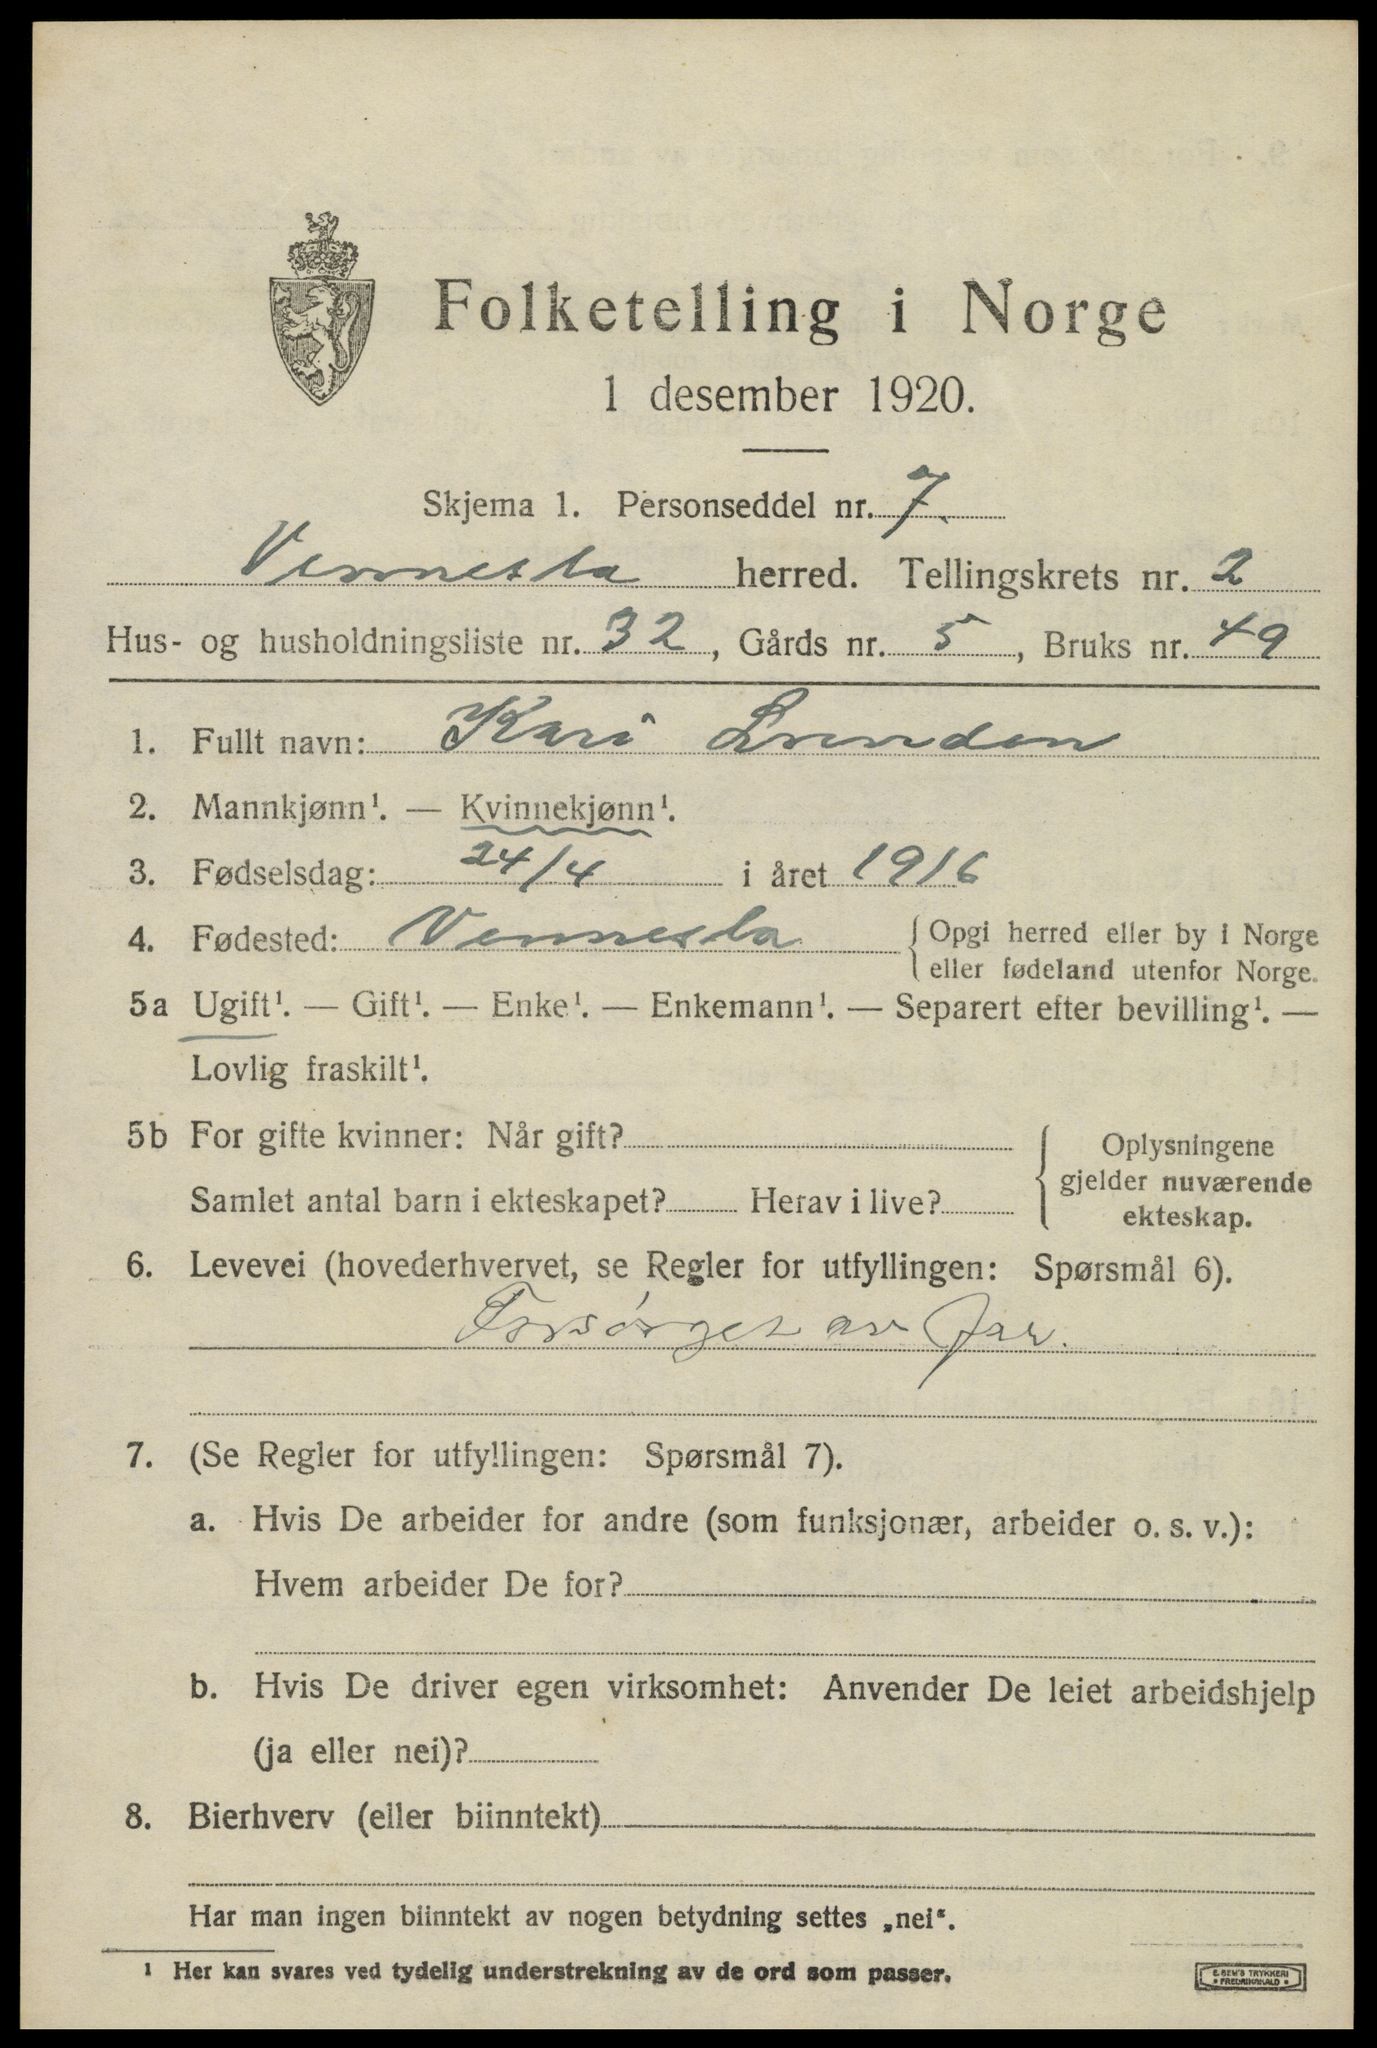 Folketelling i Norge
1 desember 1920.
Skjema 1. Personseddel nr. 7.
Vennesla herred. Tellingskrets nr. 2
Hus- og husholdningsliste nr. 32, Gårds nr. 5, Bruks nr. 49
1. Fullt navn: Kari
2. Mannkjønn¹. — Kvinnekjønn¹.
3. Fødselsdag: 24/4 i året 1916
4. Fødested: Vennesla { Opgi herred eller by i Norge
eller fødeland utenfor Norge.
5a Ugift¹. — Gift¹. — Enke¹. — Enkemann¹. — Separert efter bevilling¹. —
Lovlig fraskilt¹.
5b For gifte kvinner: Når gift?
Samlet antal barn i ekteskapet? Herav i live?
{ Oplysningene
gjelder nuværende
ekteskap.
6. Levevei (hovederhvervet, se Regler for utfyllingen: Spørsmål 6).
Forsørget av far.
7. (Se Regler for utfyllingen: Spørsmål 7).
a. Hvis De arbeider for andre (som funksjonær, arbeider o. s. v.):
Hvem arbeider De for?
b. Hvis De driver egen virksomhet: Anvender De leiet arbeidshjelp
(ja eller nei)?
8. Bierhverv (eller biinntekt)
Har man ingen biinntekt av nogen betydning settes „nei“.
¹ Her kan svares ved tydelig understrekning av de ord som passer.
E. SEM'S TRYKKERI
• FREDRIKSHALD •